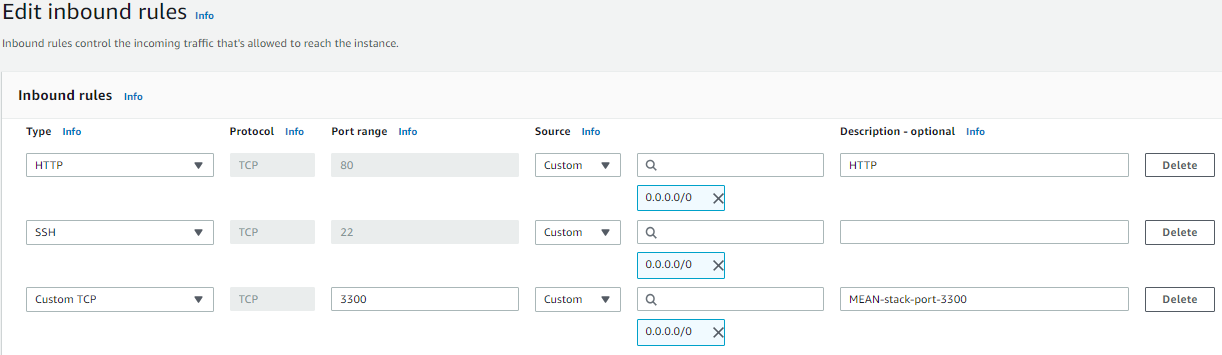 Edit inbound rules Info
Inbound rules control the incoming traffic that's allowed to reach the instance.
Inbound rules Info
Type Info Protocol Info Port range Info Source Info Description - optional Info
HTTP TCP 80 Custom HTTP Delete
0.0.0.0/0
SSH TCP 22 Custom Delete
0.0.0.0/0
Custom TCP TCP 3300 Custom MEAN-stack-port-3300 Delete
0.0.0.0/0